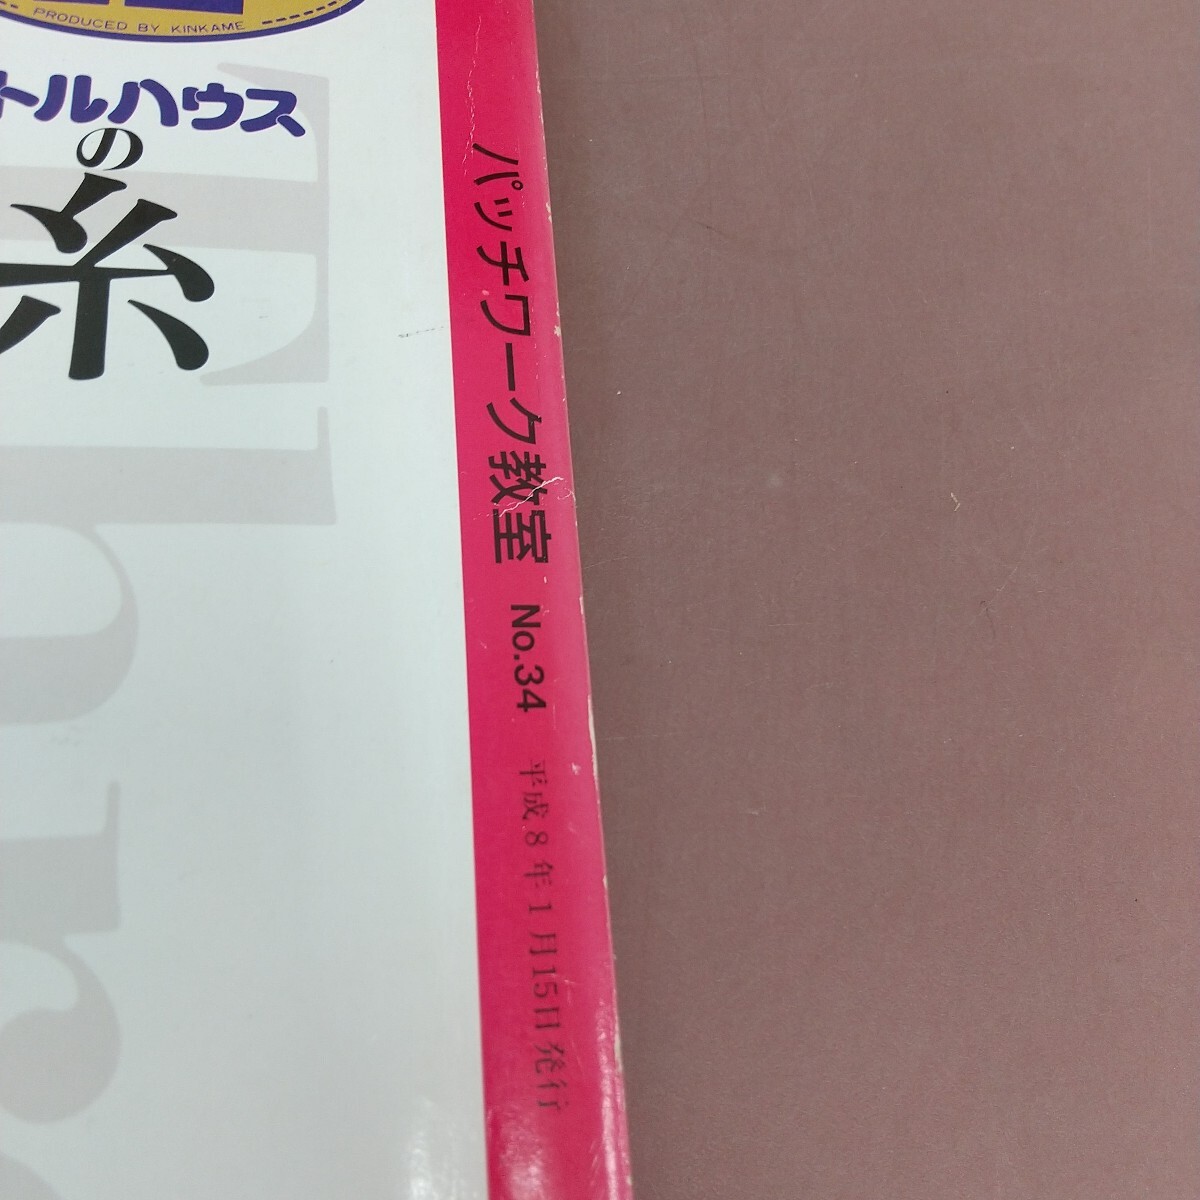 PRODUCED BY KINKAME
トルハウス
の
糸
パッチワーク教室 No.34 平成8年1月15日発行